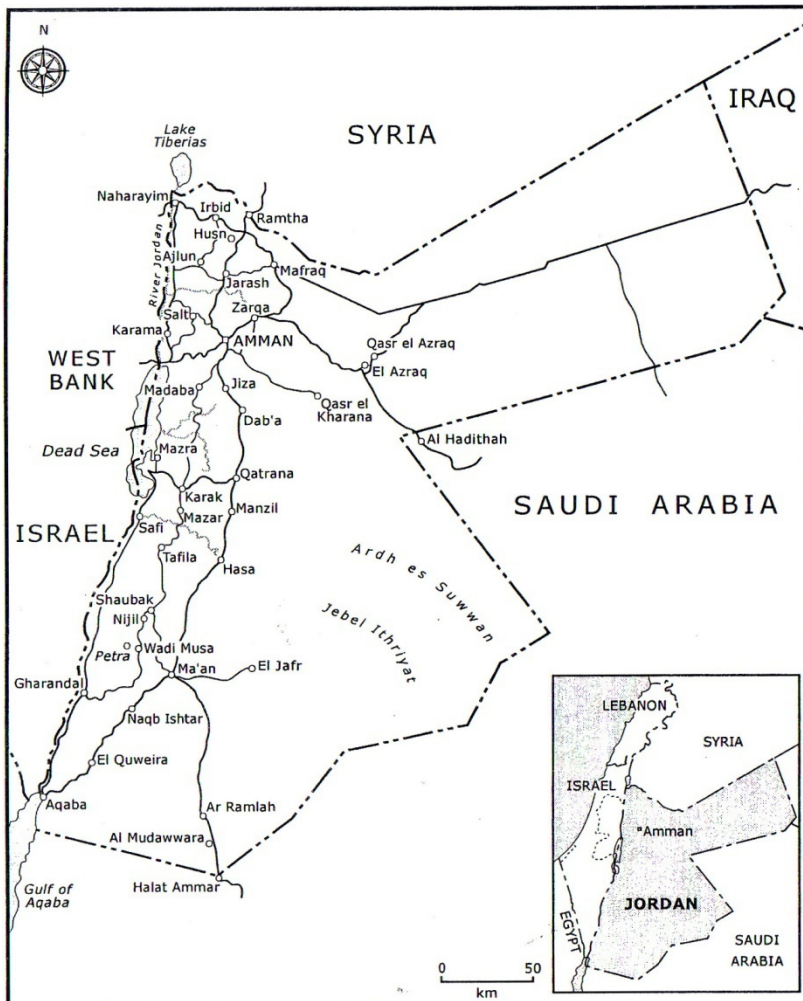 N
Lake
Tiberias
SYRIA
IRAQ
Naharayim
Irbid
Ramtha
Husn
River Jordan
Ajlun
Mafraq
Jarash
Salt
Zarqa
Karama
AMMAN
Qasr el Azraq
El Azraq
WEST
BANK
Madaba
Jiza
Qasr el
Kharana
Dab'a
Al Hadithah
Dead Sea
Mazra
Qatrana
Karak
SAUDI ARABIA
Mazar
Manzil
ISRAEL
Safi
Tafila
Hasa
Ardh es Suwwan
Jebel Ithriyat
Shaubak
Nijil
Petra
Wadi Musa
Ma'an
El Jafr
Gharandal
Naqb Ishtar
El Quweira
Aqaba
Ar Ramlah
Al Mudawwara
Halat Ammar
Gulf of
Aqaba
0 50
km
LEBANON
SYRIA
ISRAEL
Amman
JORDAN
EGYPT
SAUDI
ARABIA